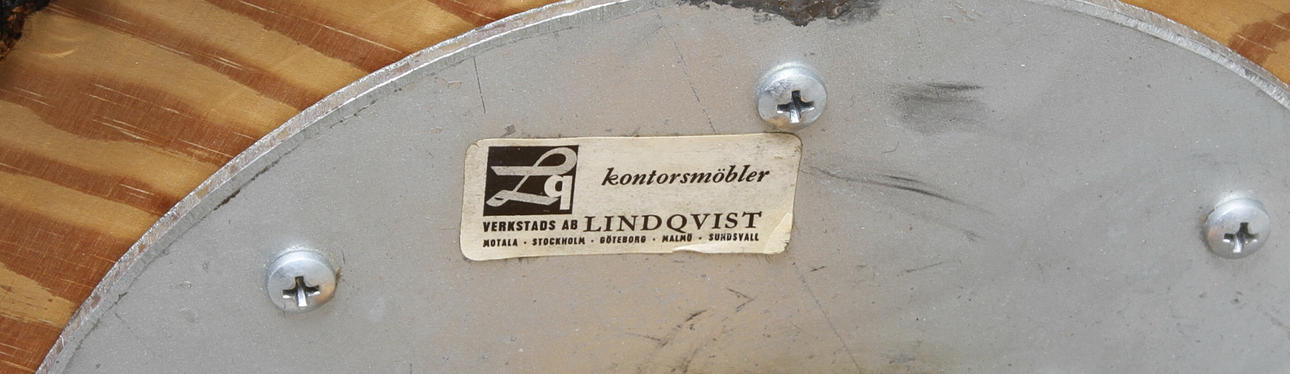 Lq
kontorsmöbler
VERKSTADS AB LINDQVIST
MOTALA · STOCKHOLM · GÖTEBORG · MALMÖ · SUNDSVALL